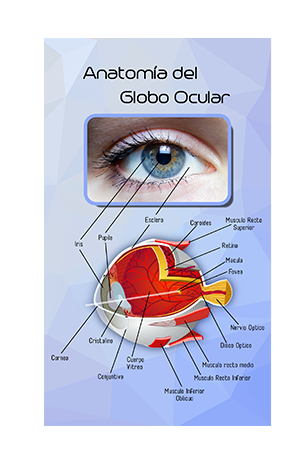 Anatomía del
Globo Ocular
Esclera
Coroides
Musculo Recto
Superior
Pupila
Iris
Retina
Macula
Fovea
Nervio Optico
Disco Optico
Cornea
Cristalino
Cuerpo
Vitreo
Conjuntiva
Musculo recto medio
Musculo Recto Inferior
Musculo Inferior
Oblicuo